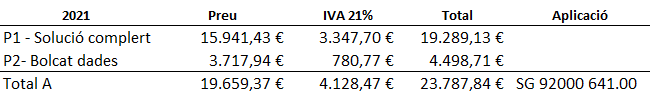 2021 Preu IVA 21% Total Aplicació
P1 - Solució complert 15.941,43 € 3.347,70 € 19.289,13 €
P2- Bolcat dades 3.717,94 € 780,77 € 4.498,71 €
Total A 19.659,37 € 4.128,47 € 23.787,84 € SG 92000 641.00